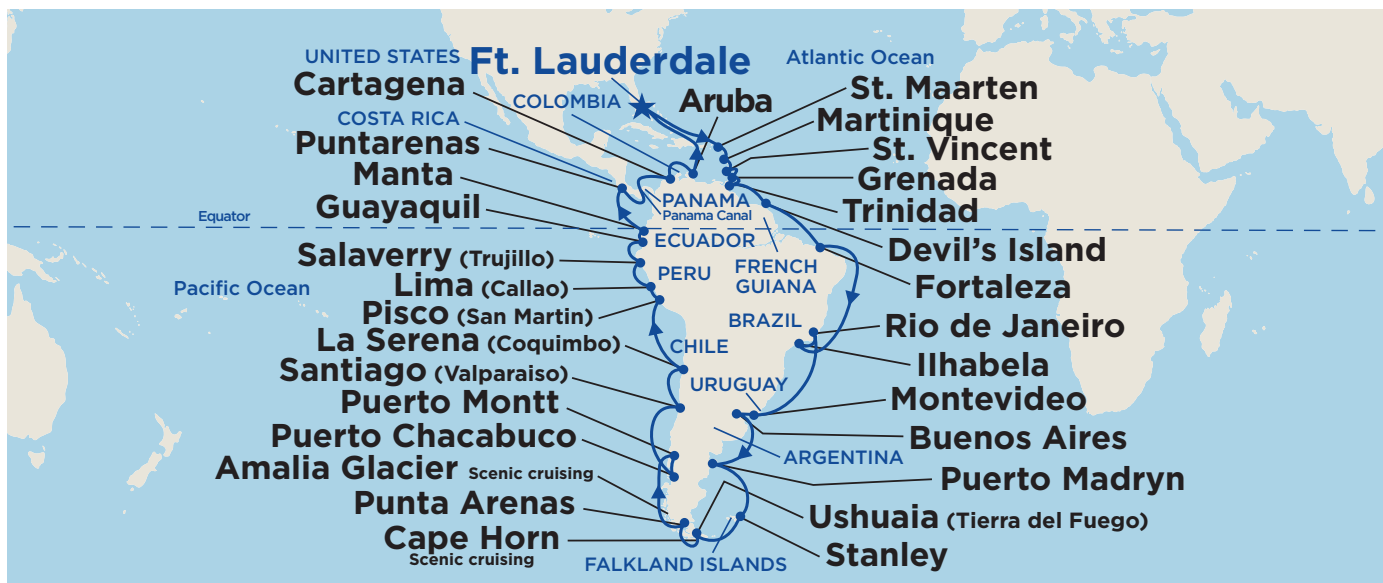 UNITED STATES
Ft. Lauderdale
Atlantic Ocean
Cartagena
COLOMBIA
Aruba
St. Maarten
COSTA RICA
Martinique
Puntarenas
St. Vincent
Manta
Grenada
PANAMA
Panama Canal
Guayaquil
Trinidad
Equator
ECUADOR
Devil’s Island
Salaverry (Trujillo)
PERU
FRENCH
GUIANA
Pacific Ocean
Lima (Callao)
Fortaleza
Pisco (San Martin)
BRAZIL
Rio de Janeiro
La Serena (Coquimbo)
CHILE
Ilhabela
Santiago (Valparaiso)
URUGUAY
Puerto Montt
Montevideo
Puerto Chacabuco
Buenos Aires
Amalia Glacier Scenic cruising
ARGENTINA
Puerto Madryn
Punta Arenas
Ushuaia (Tierra del Fuego)
Cape Horn
Scenic cruising
FALKLAND ISLANDS
Stanley